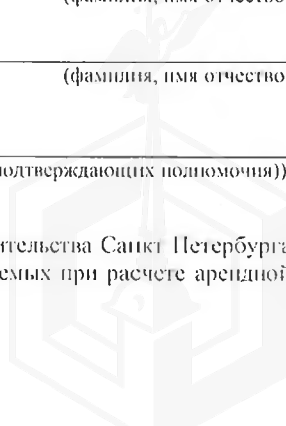 (фамилия, имя отчество
(фамилия, имя отчество
подтверждающих полномочия))
ительства Санкт Петербурга
емых при расчете арендной